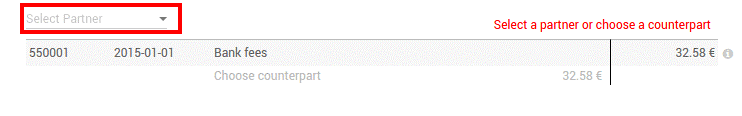 Select Partner
Select a partner or choose a counterpart
550001 2015-01-01 Bank fees 32.58 €
Choose counterpart 32.58 €